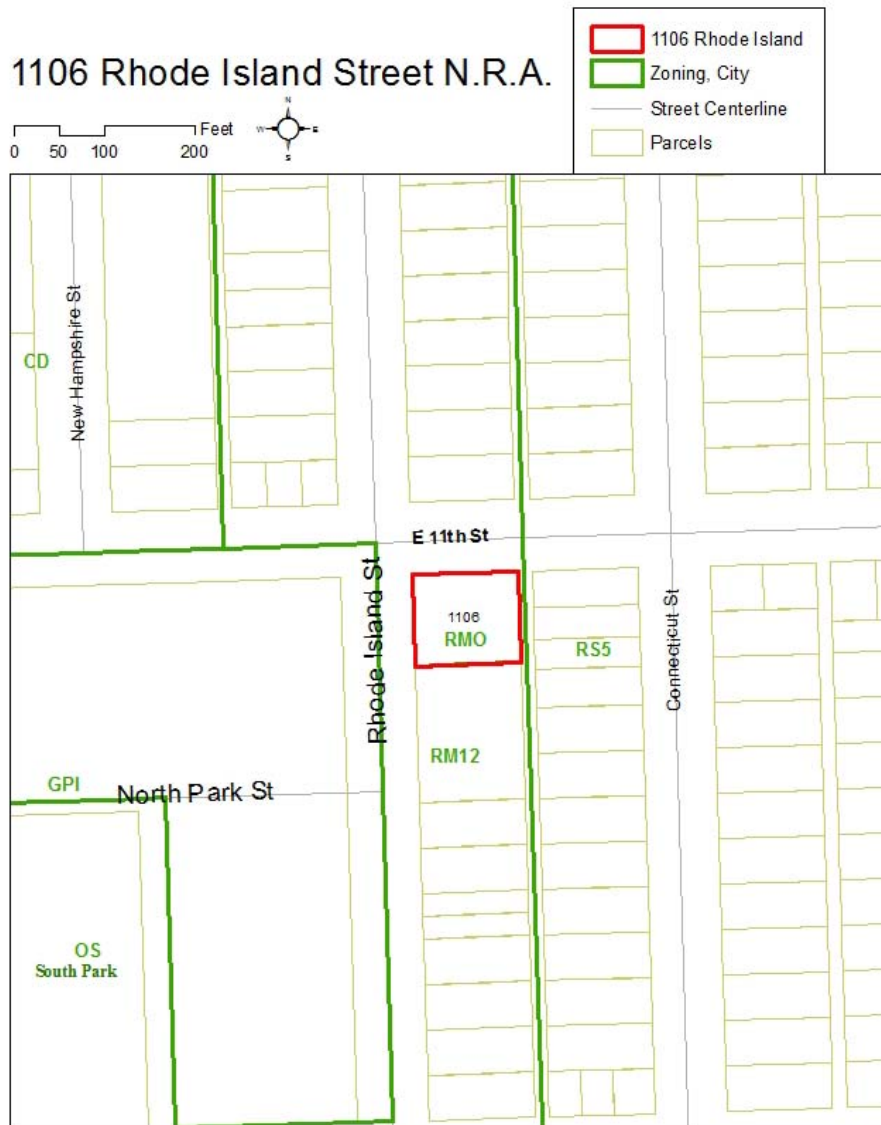 1106 Rhode Island Street N.R.A.
Feet
0 50 100 200
N
W E
S
1106 Rhode Island
Zoning, City
Street Centerline
Parcels
CD
New Hampshire St
E 11th St
Rhode Island St
1106
RMO
RS5
Connecticut St
RM12
GPI
North Park St
OS
South Park